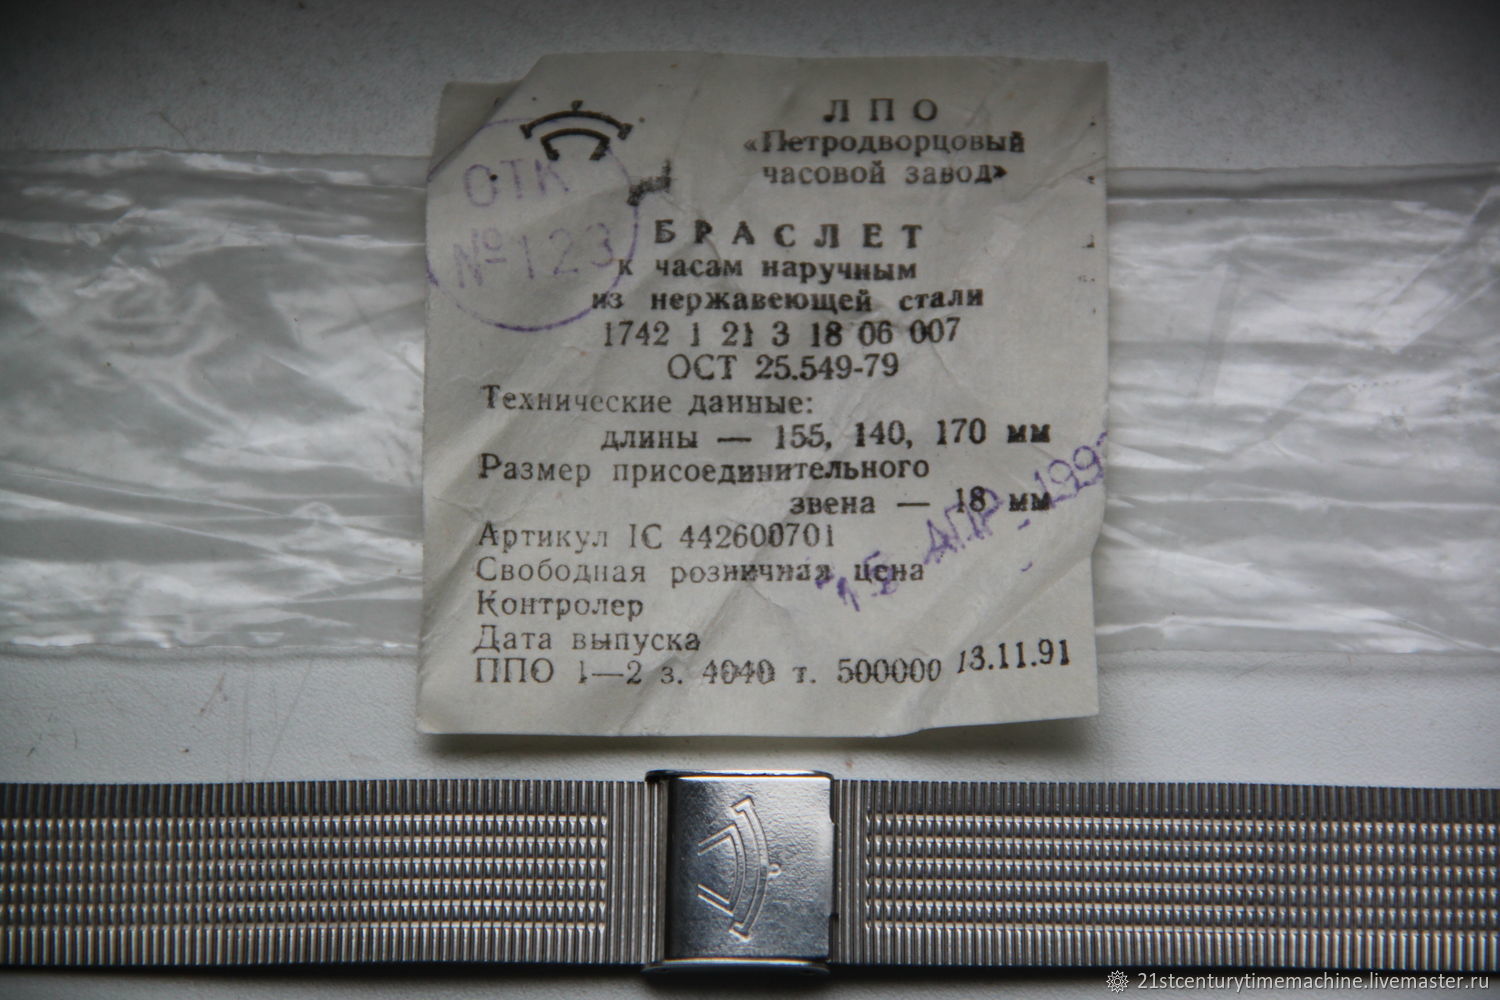 ЛПО
«Петродворцовый
часовой завод»
ОТК
№123
БРАСЛЕТ
к часам наручным
из нержавеющей стали
1742 1 21 3 18 06 007
ОСТ 25.549-79
Технические данные:
длины — 155, 140, 170 мм
Размер присоединительного
звена — 18 мм
Артикул IC 442600701
Свободная розничная цена
Контролер
Дата выпуска
АПР. 199
ППО 1—2 з. 4040 т. 500000 13.11.91
21stcenturytimemachine.livemaster.ru